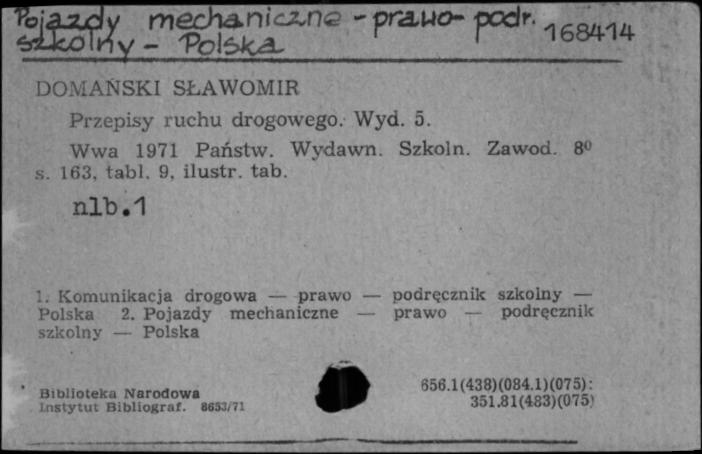 Pojazdy mechaniczne - prawo - podr. 168414
szkolny - Polska
DOMAŃSKI SŁAWOMIR
Przepisy ruchu drogowego. Wyd. 5.
Wwa 1971 Państw. Wydawn. Szkoln. Zawod. 8⁰
s. 163, tabl. 9, ilustr. tab.
nlb.1
1. Komunikacja drogowa — prawo — podręcznik szkolny —
Polska 2. Pojazdy mechaniczne — prawo — podręcznik
szkolny — Polska
656.1(438)(084.1)(075):
Biblioteka Narodowa 351.81(483)(075)
Instytut Bibliograf. 8653/71